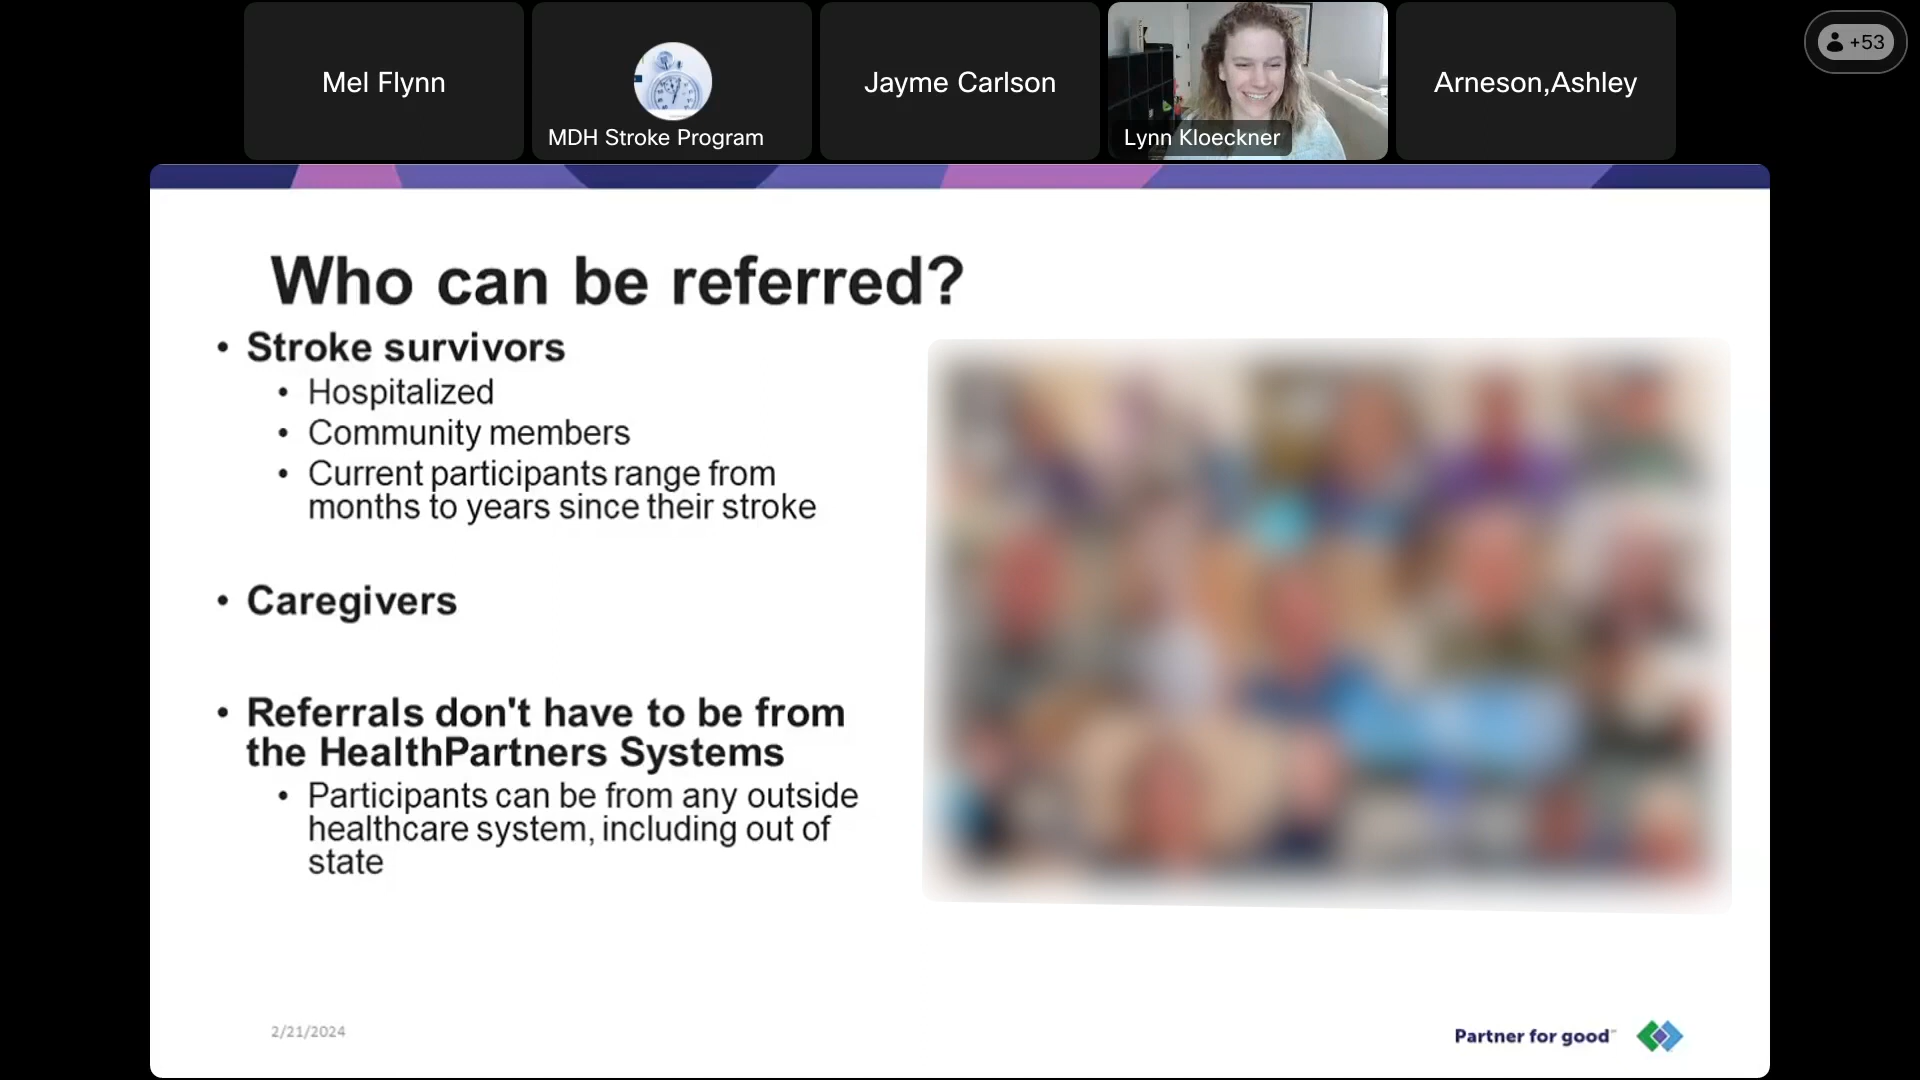 Mel Flynn
MDH Stroke Program
Jayme Carlson
Lynn Kloeckner
Arneson,Ashley
+53
Who can be referred?
• Stroke survivors
• Hospitalized
• Community members
• Current participants range from
months to years since their stroke
• Caregivers
• Referrals don't have to be from
the HealthPartners Systems
• Participants can be from any outside
healthcare system, including out of
state
2/21/2024
Partner for good